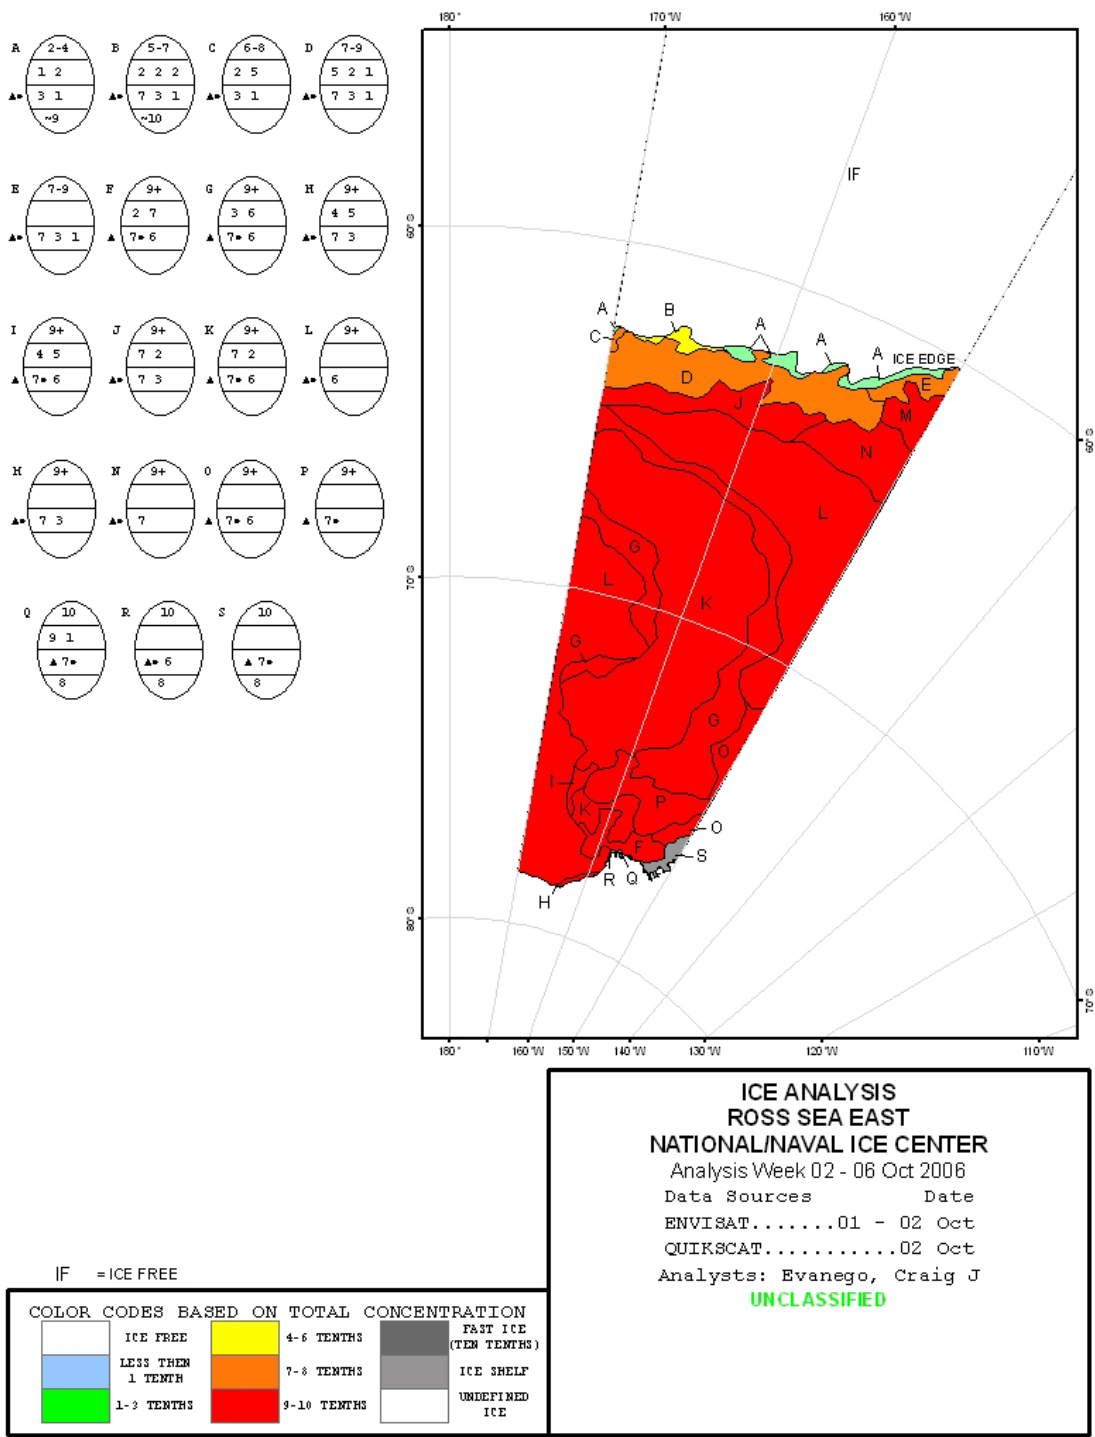 180° 170°W 160°W
A 2-4 B 5-7 C 6-8 D 7-9
1 2 2 2 2 2 5 5 2 1
▲● 3 1 ▲● 7 3 1 ▲● 3 1 ▲● 7 3 1
~9 ~10
E 7-9 F 9+ G 9+ H 9+
2 7 3 6 4 5
▲● 7 3 1 ▲ 7● 6 ▲ 7● 6 ▲● 7 3
I 9+ J 9+ K 9+ L 9+
4 5 7 2 7 2
▲ 7● 6 ▲● 7 3 ▲ 7● 6 ▲● 6
H 9+ N 9+ O 9+ P 9+
▲● 7 3 ▲● 7 ▲ 7● 6 ▲ 7●
Q 10 R 10 S 10
9 1
▲ 7● ▲● 6 ▲ 7●
8 8 8
IF
60°S
A B
C A A A ICE EDGE
D E
J M
60°S
N
L
G
70°S
L K
G
G
O
I
K P
O
F S
R Q
H
80°S
70°S
180° 160°W 150°W 140°W 130°W 120°W 110°W
ICE ANALYSIS
ROSS SEA EAST
NATIONAL/NAVAL ICE CENTER
Analysis Week 02 - 06 Oct 2006
Data Sources Date
ENVISAT.......01 - 02 Oct
QUIKSCAT...........02 Oct
Analysts: Evanego, Craig J
UNCLASSIFIED
IF = ICE FREE
COLOR CODES BASED ON TOTAL CONCENTRATION
ICE FREE 4-6 TENTHS FAST ICE
(TEN TENTHS)
LESS THEN
1 TENTH 7-8 TENTHS ICE SHELF
1-3 TENTHS 9-10 TENTHS UNDEFINED
ICE